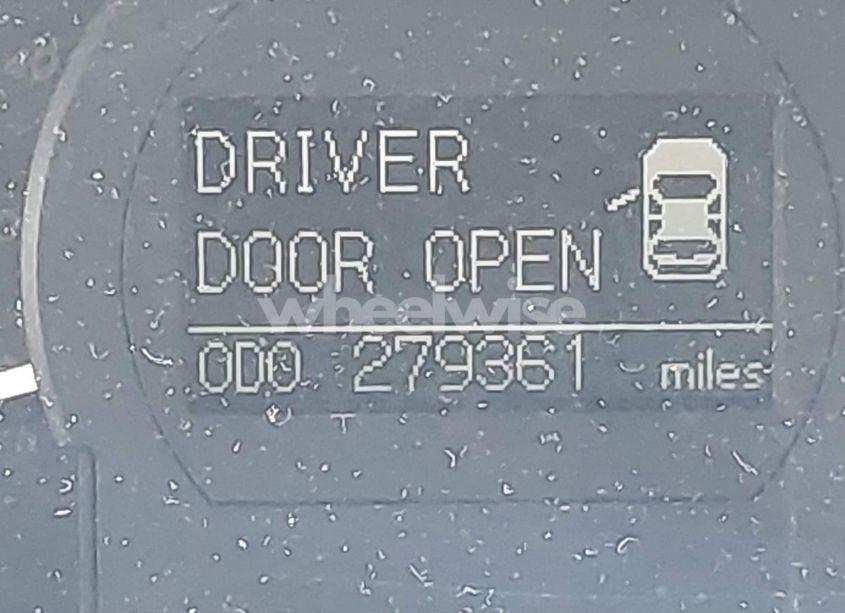 DRIVER
DOOR OPEN
wheelwise
ODO 279361 miles